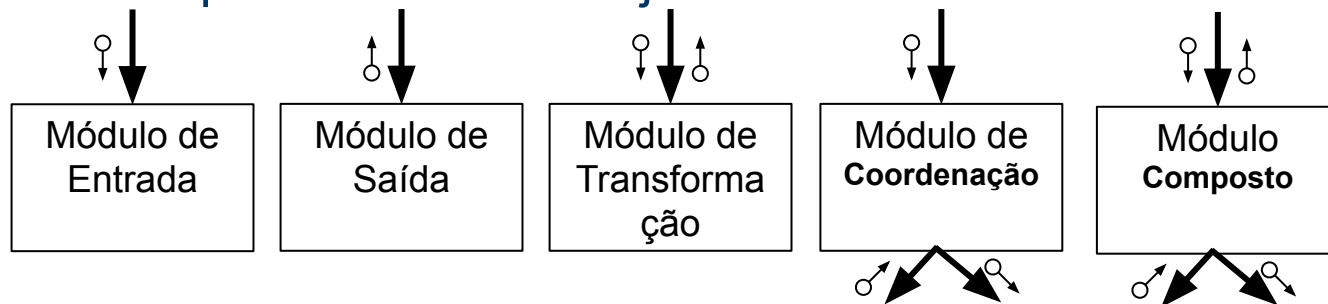 Módulo de
Entrada
Módulo de
Saída
Módulo de
Transforma
ção
Módulo de
Coordenação
Módulo
Composto